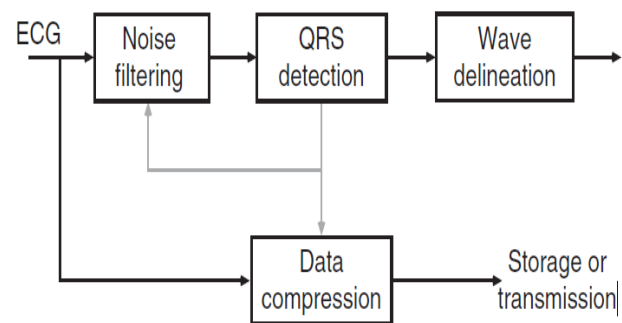 ECG
Noise
filtering
QRS
detection
Wave
delineation
Data
compression
Storage or
transmission